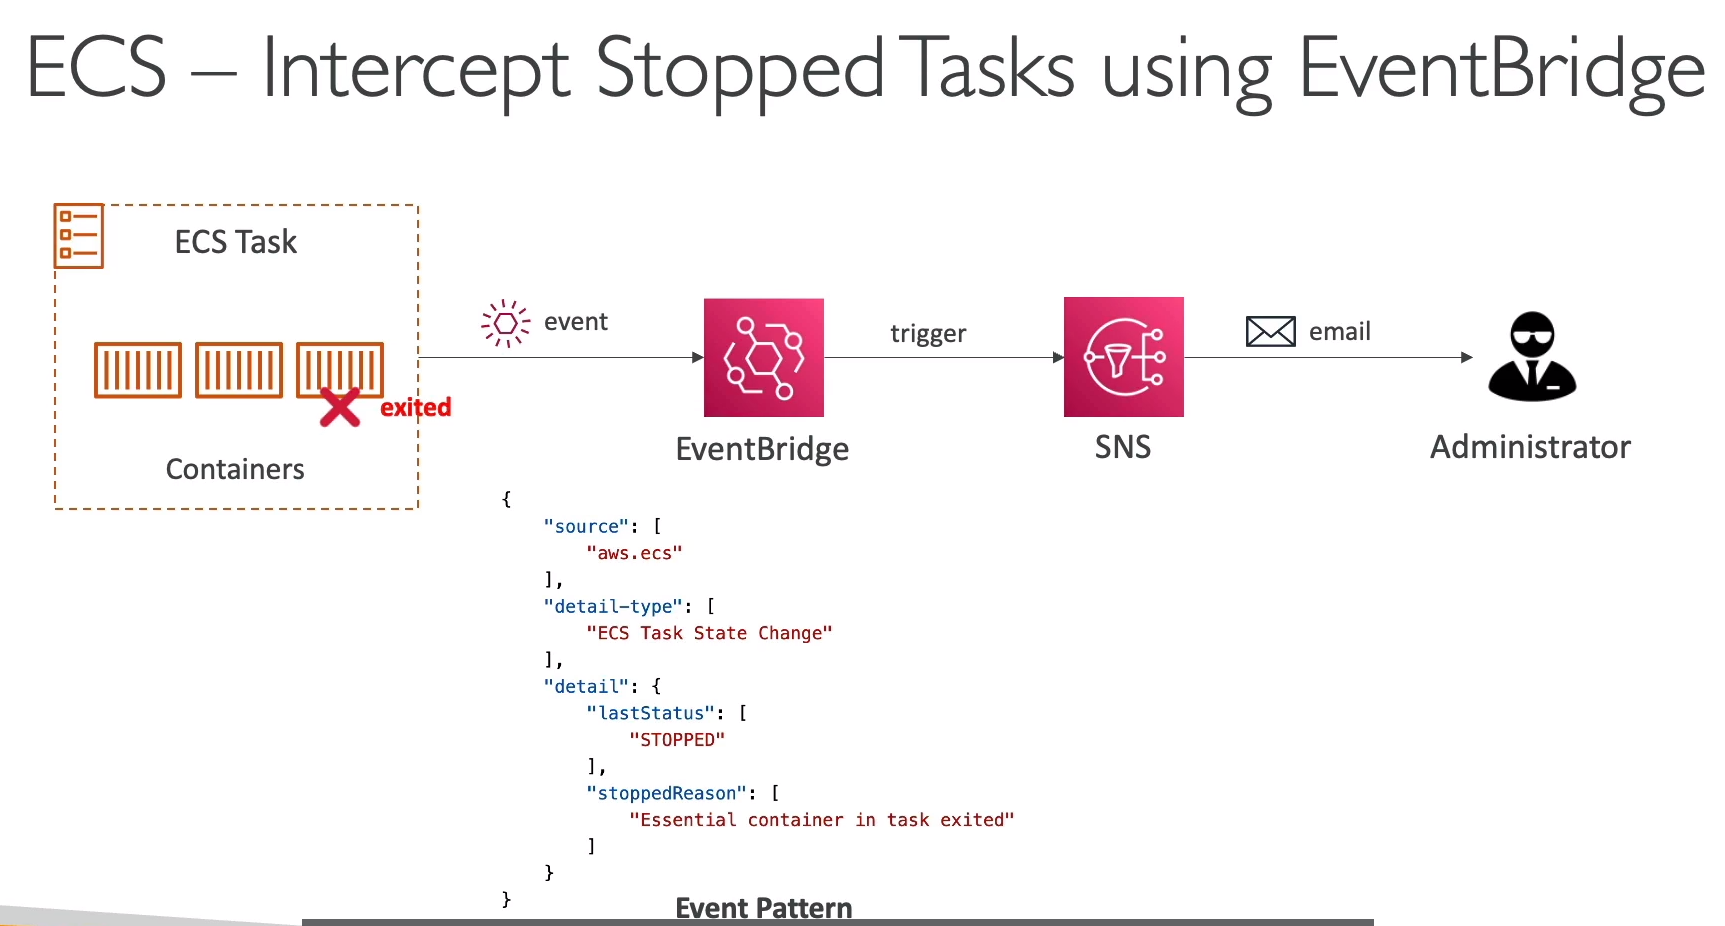 ECS – Intercept Stopped Tasks using EventBridge
ECS Task
exited
Containers
event
EventBridge
trigger
SNS
email
Administrator
{
    "source": [
        "aws.ecs"
    ],
    "detail-type": [
        "ECS Task State Change"
    ],
    "detail": {
        "lastStatus": [
            "STOPPED"
        ],
        "stoppedReason": [
            "Essential container in task exited"
        ]
    }
}
Event Pattern